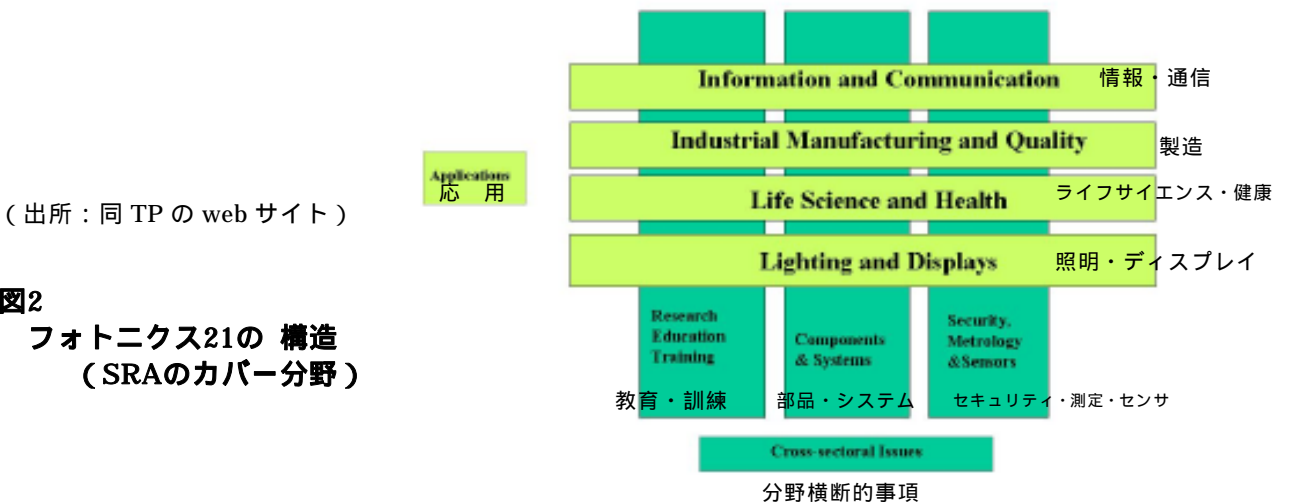 Information and Communication 情報・通信
Industrial Manufacturing and Quality 製造
Applications
応 用
Life Science and Health ライフサイエンス・健康
(出所:同 TP の web サイト)
Lighting and Displays 照明・ディスプレイ
図2
フォトニクス21の 構造
(SRAのカバー分野)
Research
Education
Training
Components
& Systems
Security,
Metrology
&Sensors
教育・訓練 部品・システム セキュリティ・測定・センサ
Cross-sectoral Issues
分野横断的事項